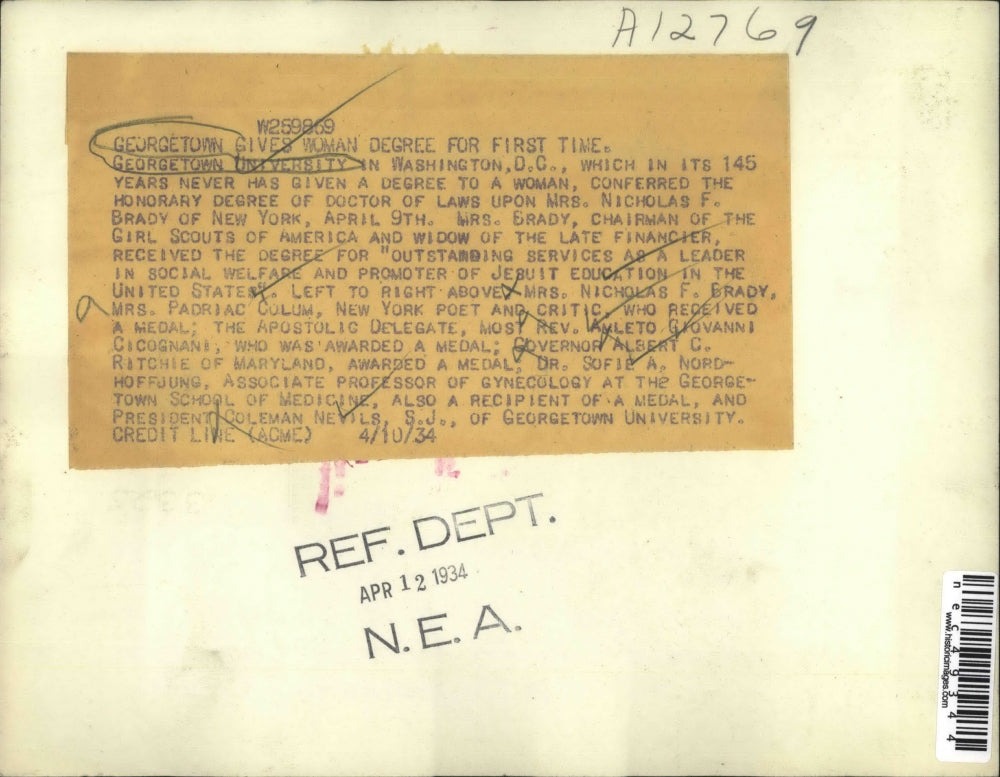 A12769
W259869
GEORGETOWN GIVES WOMAN DEGREE FOR FIRST TIME.
GEORGETOWN UNIVERSITY IN WASHINGTON,D.C., WHICH IN ITS 145
YEARS NEVER HAS GIVEN A DEGREE TO A WOMAN, CONFERRED THE
HONORARY DEGREE OF DOCTOR OF LAWS UPON MRS. NICHOLAS F.
BRADY OF NEW YORK, APRIL 9TH. MRS. BRADY, CHAIRMAN OF THE
GIRL SCOUTS OF AMERICA AND WIDOW OF THE LATE FINANCIER,
RECEIVED THE DEGREE FOR "OUTSTANDING SERVICES AS A LEADER
IN SOCIAL WELFARE AND PROMOTER OF JESUIT EDUCATION IN THE
UNITED STATES". LEFT TO RIGHT ABOVE, MRS. NICHOLAS F. BRADY,
MRS. PADRIAC COLUM, NEW YORK POET AND CRITIC, WHO RECEIVED
A MEDAL; THE APOSTOLIC DELEGATE, MOST REV. AMLETO GIOVANNI
CICOGNANI, WHO WAS AWARDED A MEDAL; GOVERNOR ALBERT C.
RITCHIE OF MARYLAND, AWARDED A MEDAL, DR. SOFIE A. NORD-
HOFFJUNG, ASSOCIATE PROFESSOR OF GYNECOLOGY AT THE GEORGE-
TOWN SCHOOL OF MEDICINE, ALSO A RECIPIENT OF A MEDAL, AND
PRESIDENT COLEMAN NEVILS, S.J., OF GEORGETOWN UNIVERSITY.
CREDIT LINE (ACME) 4/10/34
REF. DEPT.
APR 12 1934
N.E.A.
nec49344
www.historicimages.com